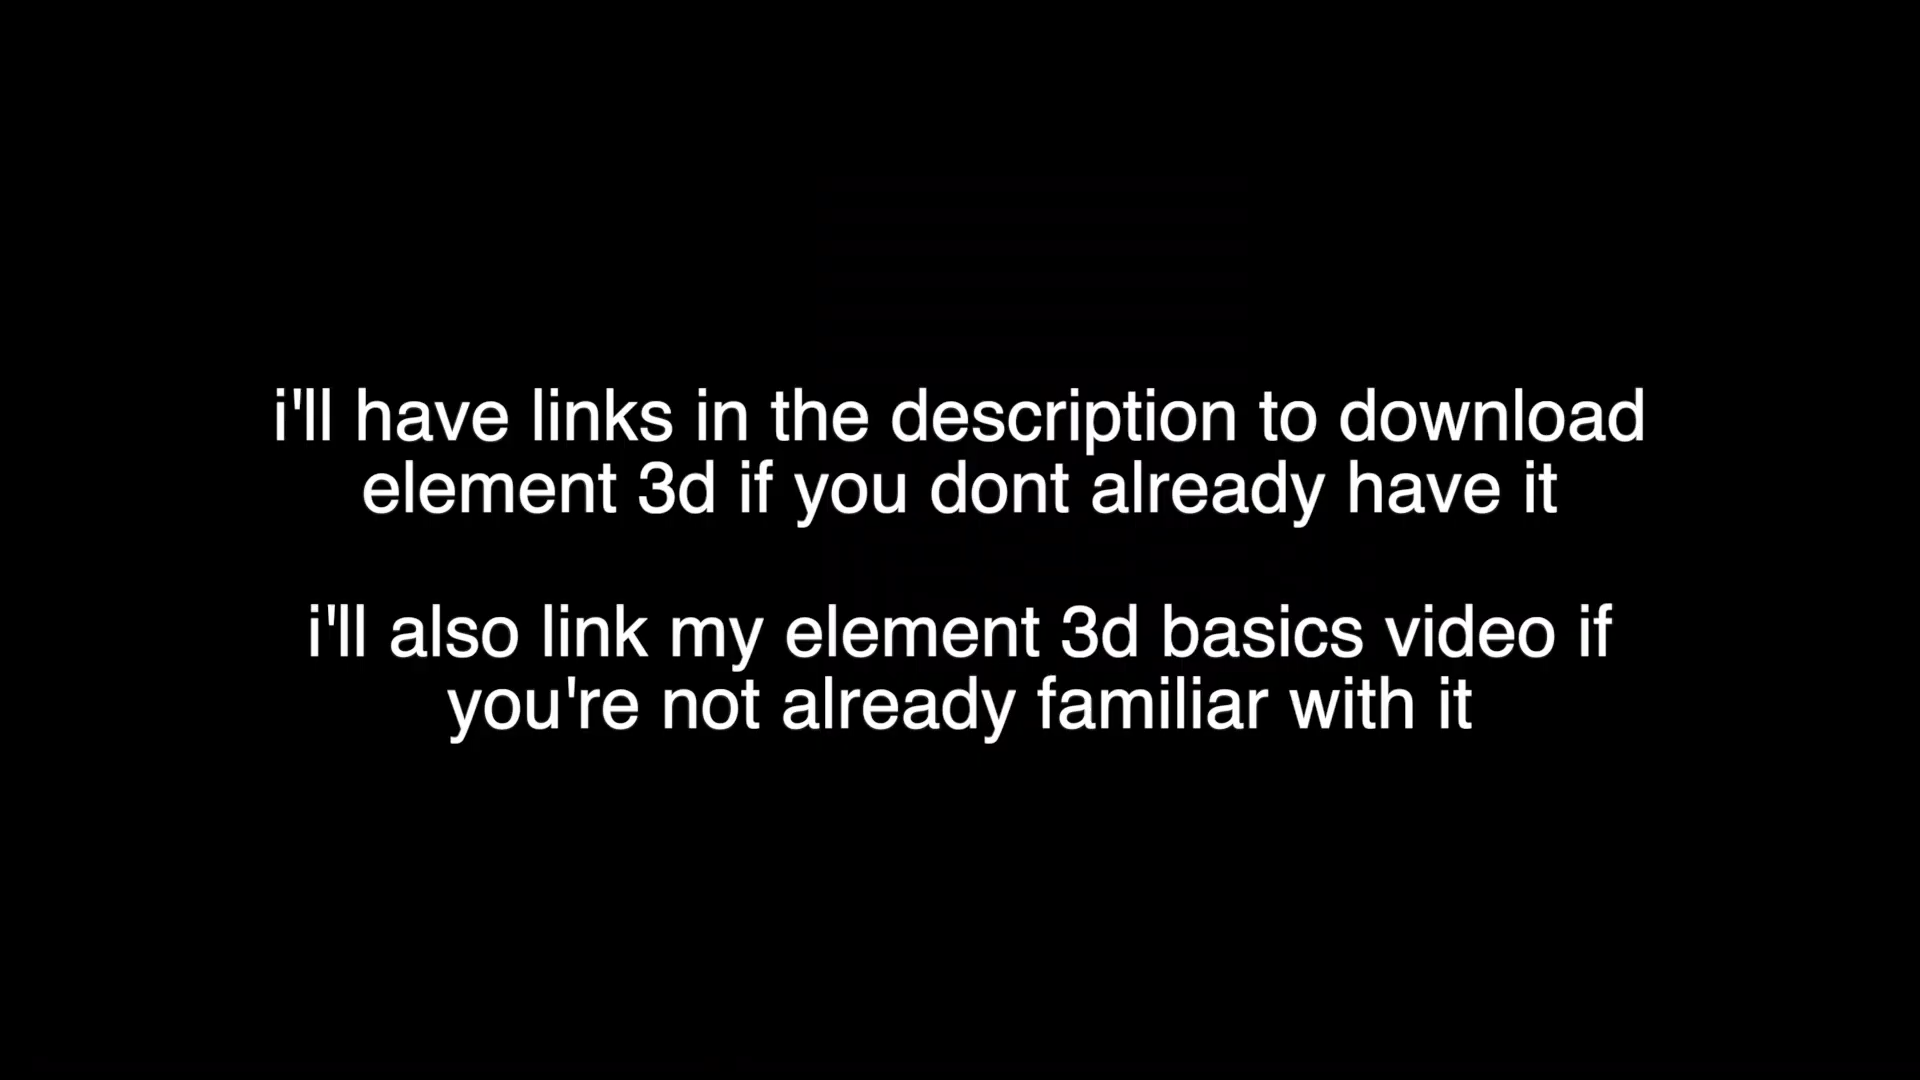 i'll have links in the description to download
element 3d if you dont already have it
i'll also link my element 3d basics video if
you're not already familiar with it